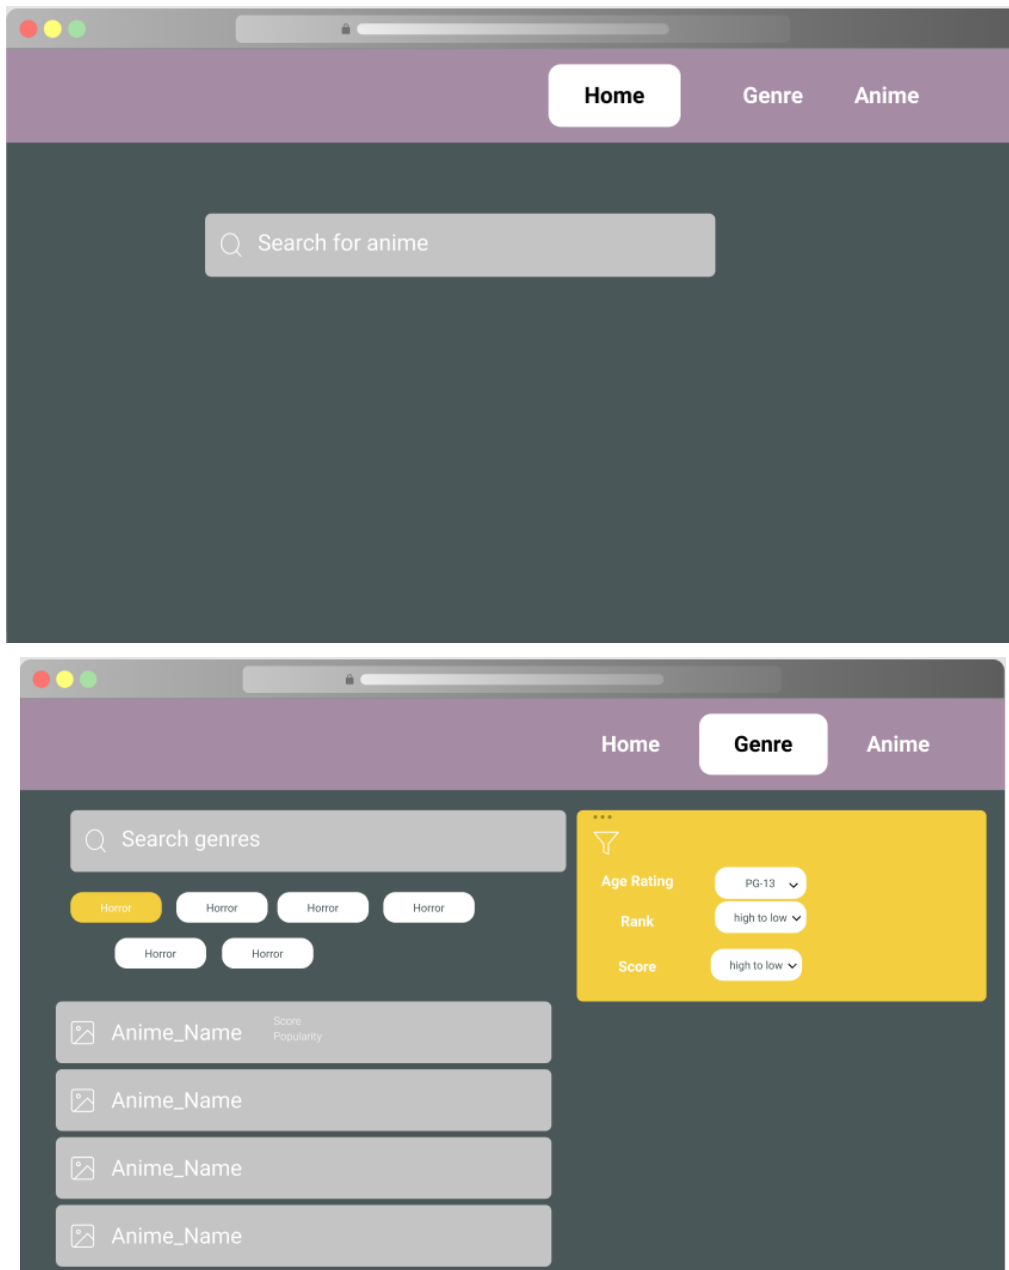 Home Genre Anime
Search for anime
Home Genre Anime
Search genres
Horror Horror Horror Horror
Horror Horror
Age Rating PG-13
Rank high to low
Score high to low
Anime_Name Score
Popularity
Anime_Name
Anime_Name
Anime_Name